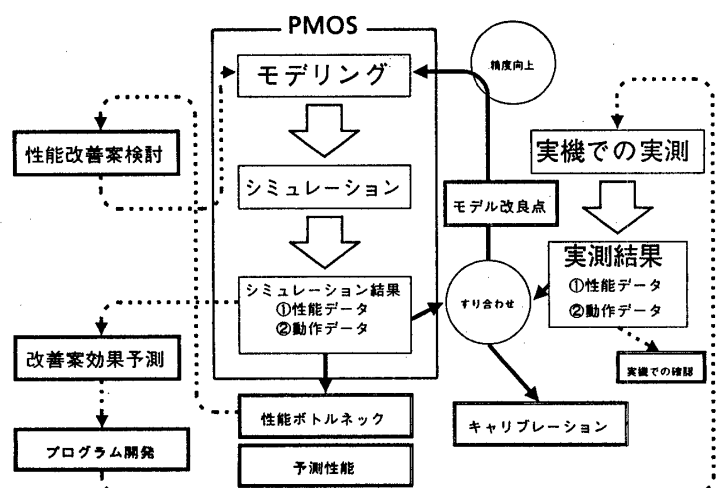 PMOS
モデリング
精度向上
性能改善案検討
実機での実測
シミュレーション
モデル改良点
実測結果
①性能データ
②動作データ
シミュレーション結果
①性能データ
②動作データ
すり合わせ
改善案効果予測
実機での確認
性能ボトルネック
キャリブレーション
プログラム開発
予測性能